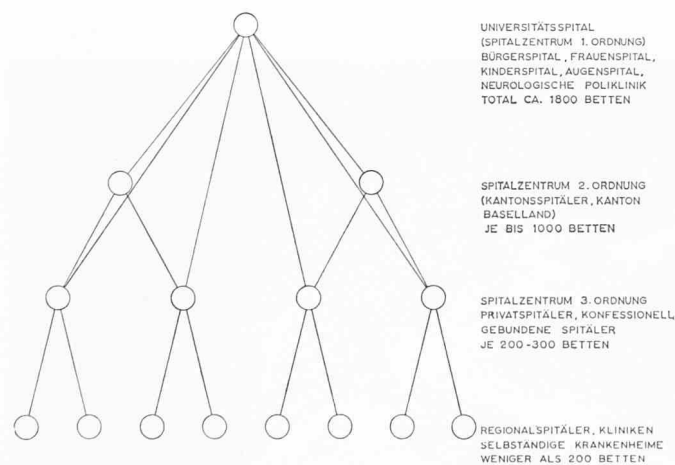 UNIVERSITÄTSSPITAL
(SPITALZENTRUM 1. ORDNUNG)
BÜRGERSPITAL, FRAUENSPITAL,
KINDERSPITAL, AUGENSPITAL,
NEUROLOGISCHE POLIKLINIK
TOTAL CA. 1800 BETTEN
SPITALZENTRUM 2. ORDNUNG
(KANTONSSPITÄLER, KANTON
BASELLAND)
JE BIS 1000 BETTEN
SPITALZENTRUM 3. ORDNUNG
PRIVATSPITÄLER, KONFESSIONELL
GEBUNDENE SPITÄLER
JE 200-300 BETTEN
REGIONALSPITÄLER, KLINIKEN
SELBSTÄNDIGE KRANKENHEIME
WENIGER ALS 200 BETTEN